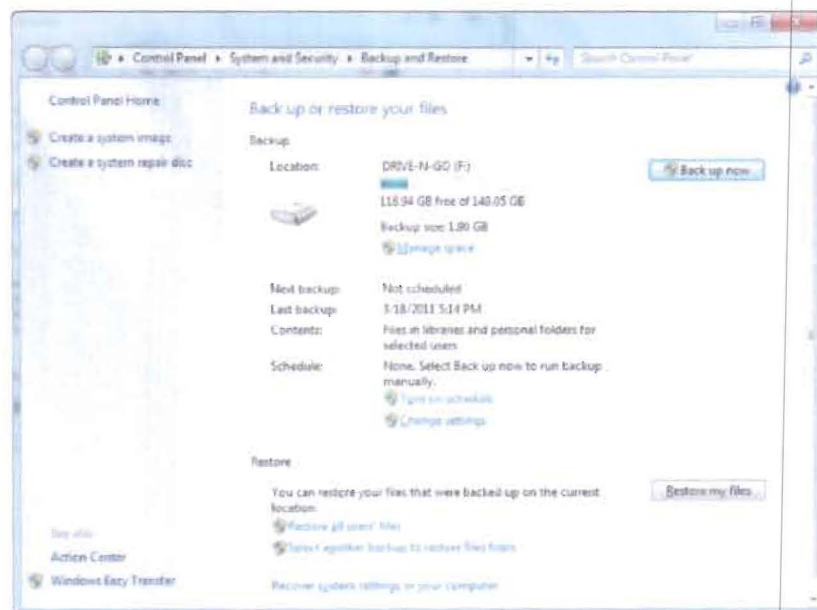 Control Panel ▸ System and Security ▸ Backup and Restore
Search Control Panel
Control Panel Home
Create a system image
Create a system repair disc
Back up or restore your files
Backup
Location:
DRIVE-N-GO (F:)
Back up now
116.94 GB free of 149.05 GB
Backup size: 1.90 GB
Manage space
Next backup:
Not scheduled
Last backup:
3/18/2011 5:14 PM
Contents:
Files in libraries and personal folders for
selected users
Schedule:
None. Select Back up now to run backup
manually.
Turn on schedule
Change settings
Restore
You can restore your files that were backed up on the current
location.
Restore my files
Restore all users' files
Select another backup to restore files from
Recover system settings or your computer
See also
Action Center
Windows Easy Transfer